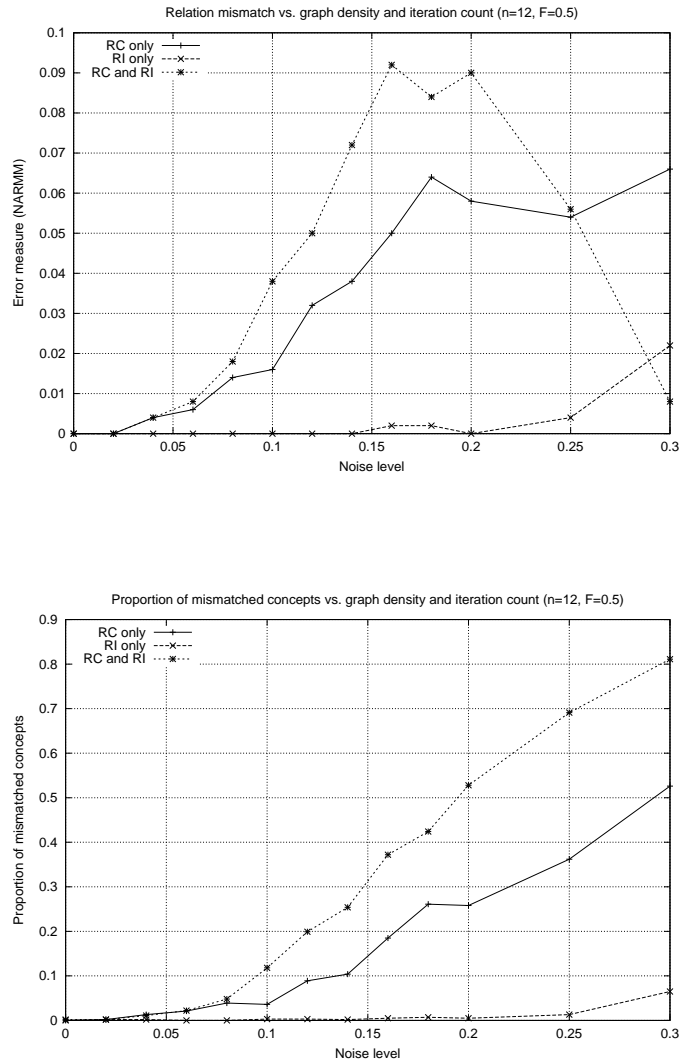 Relation mismatch vs. graph density and iteration count (n=12, F=0.5)
0.1
0.09
0.08
0.07
0.06
0.05
0.04
0.03
0.02
0.01
0
Error measure (NARMM)
RC only
RI only
RC and RI
0 0.05 0.1 0.15 0.2 0.25 0.3
Noise level
Proportion of mismatched concepts vs. graph density and iteration count (n=12, F=0.5)
0.9
0.8
0.7
0.6
0.5
0.4
0.3
0.2
0.1
0
Proportion of mismatched concepts
RC only
RI only
RC and RI
0 0.05 0.1 0.15 0.2 0.25 0.3
Noise level